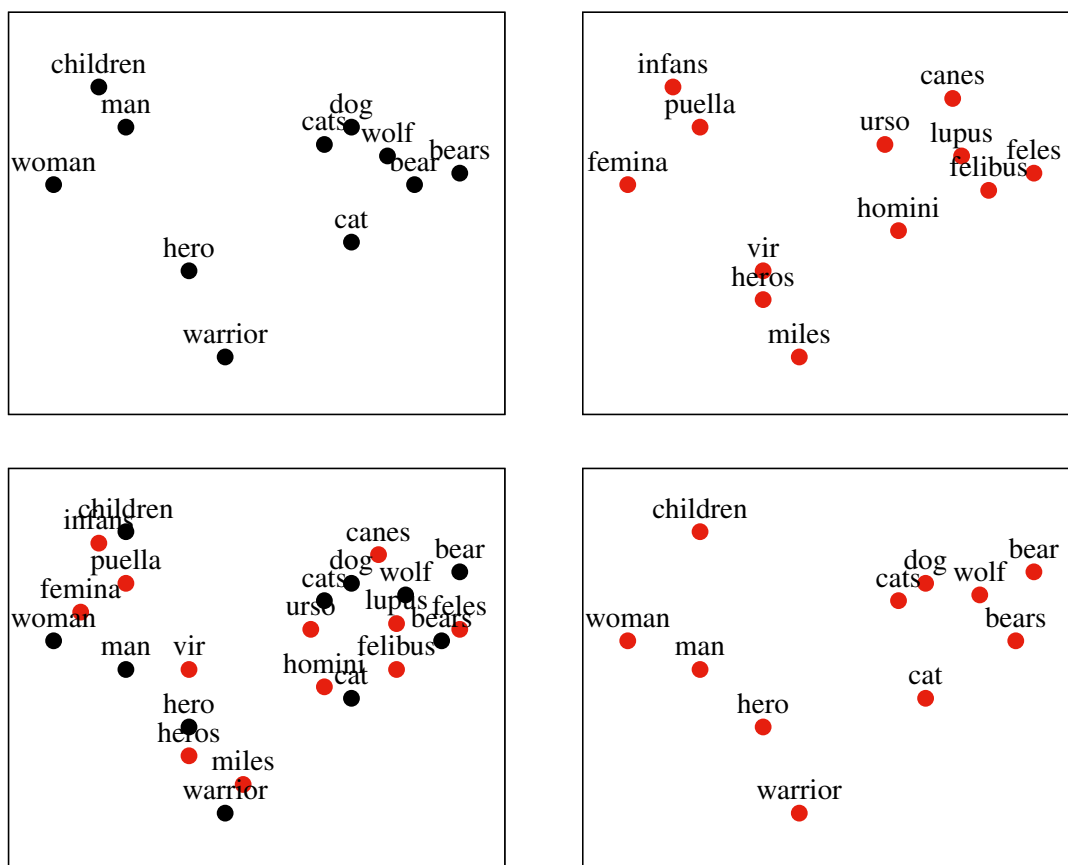 children
man
dog
cats
wolf
bear
bears
woman
cat
hero
warrior
infans
canes
puella
urso
lupus
feles
femina
felibus
homini
vir
heros
miles
children
infans
canes
puella
dog
bear
femina
cats
wolf
urso
lupus
feles
woman
bears
man
vir
felibus
homini
cat
hero
heros
miles
warrior
children
dog
bear
cats
wolf
woman
bears
man
cat
hero
warrior